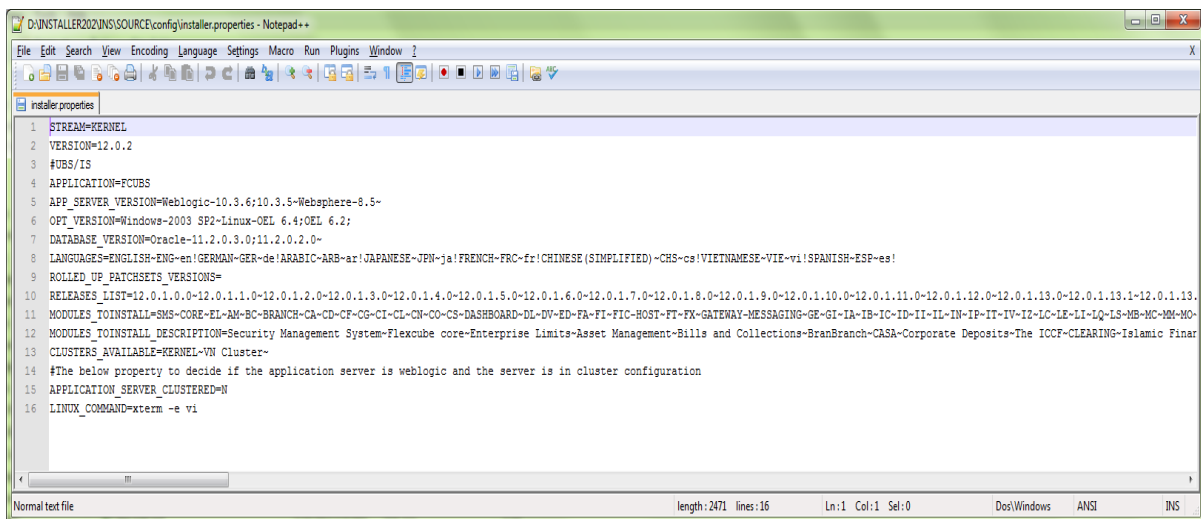 D:\INSTALLER202\INS\SOURCE\config\installer.properties - Notepad++
File Edit Search View Encoding Language Settings Macro Run Plugins Window ? X
installer.properties
1 STREAM=KERNEL
2 VERSION=12.0.2
3 #UBS/IS
4 APPLICATION=FCUBS
5 APP_SERVER_VERSION=Weblogic-10.3.6;10.3.5~Websphere-8.5~
6 OPT_VERSION=Windows-2003 SP2~Linux-OEL 6.4;OEL 6.2;
7 DATABASE_VERSION=Oracle-11.2.0.3.0;11.2.0.2.0~
8 LANGUAGES=ENGLISH~ENG~en!GERMAN~GER~de!ARABIC~ARB~ar!JAPANESE~JPN~ja!FRENCH~FRC~fr!CHINESE(SIMPLIFIED)~CHS~cs!VIETNAMESE~VIE~vi!SPANISH~ESP~es!
9 ROLLED_UP_PATCHSETS_VERSIONS=
10 RELEASES_LIST=12.0.1.0.0~12.0.1.1.0~12.0.1.2.0~12.0.1.3.0~12.0.1.4.0~12.0.1.5.0~12.0.1.6.0~12.0.1.7.0~12.0.1.8.0~12.0.1.9.0~12.0.1.10.0~12.0.1.11.0~12.0.1.12.0~12.0.1.13.0~12.0.1.13.1~12.0.1.13.
11 MODULES_TOINSTALL=SMS~CORE~EL~AM~BC~BRANCH~CA~CD~CF~CG~CI~CL~CN~CO~CS~DASHBOARD~DL~DV~ED~FA~FI~FIC-HOST~FT~FX~GATEWAY-MESSAGING~GE~GI~IA~IB~IC~ID~II~IL~IN~IP~IT~IV~IZ~LC~LE~LI~LQ~LS~MB~MC~MM~MO~
12 MODULES_TOINSTALL_DESCRIPTION=Security Management System~Flexcube core~Enterprise Limits~Asset Management~Bills and Collections~BranBranch~CASA~Corporate Deposits~The ICCF~CLEARING~Islamic Finan
13 CLUSTERS_AVAILABLE=KERNEL~VN Cluster~
14 #The below property to decide if the application server is weblogic and the server is in cluster configuration
15 APPLICATION_SERVER_CLUSTERED=N
16 LINUX_COMMAND=xterm -e vi
Normal text file length : 2471 lines : 16 Ln : 1 Col : 1 Sel : 0 Dos\Windows ANSI INS